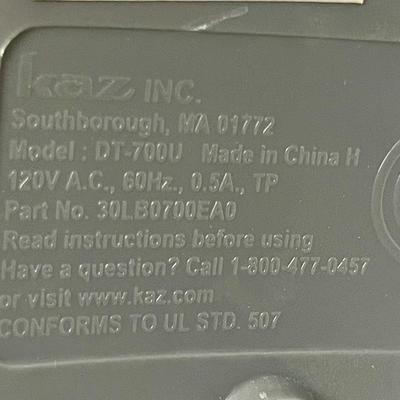 kaz INC.
Southborough, MA 01772
Model : DT-700U Made in China H
120V A.C., 60Hz., 0.5A., TP
Part No. 30LB0700EA0
Read instructions before using
Have a question? Call 1-800-477-0457
or visit www.kaz.com
CONFORMS TO UL STD. 507